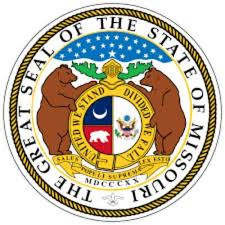 THE GREAT SEAL OF THE STATE OF MISSOURI
UNITED WE STAND DIVIDED WE FALL
SALUS POPULI SUPREMA LEX ESTO
MDCCCXX